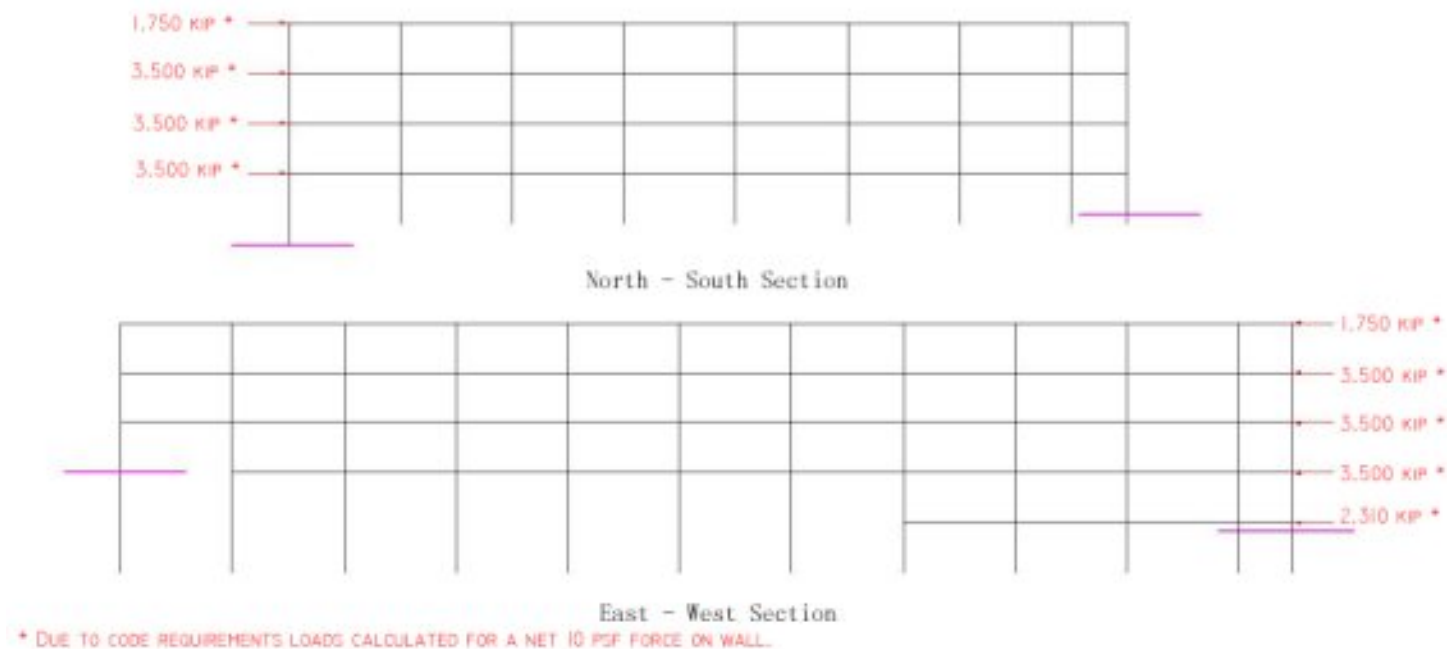 1.750 KIP *
3.500 KIP *
3.500 KIP *
3.500 KIP *
North - South Section
1.750 KIP *
3.500 KIP *
3.500 KIP *
3.500 KIP *
2.310 KIP *
East - West Section
* DUE TO CODE REQUIREMENTS LOADS CALCULATED FOR A NET 10 PSF FORCE ON WALL.